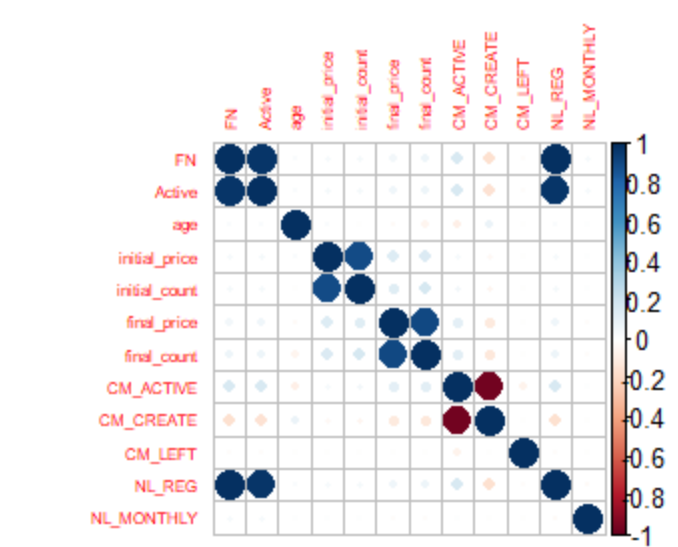 FN
Active
age
initial_price
initial_count
final_price
final_count
CM_ACTIVE
CM_CREATE
CM_LEFT
NL_REG
NL_MONTHLY
FN
Active
age
initial_price
initial_count
final_price
final_count
CM_ACTIVE
CM_CREATE
CM_LEFT
NL_REG
NL_MONTHLY
1
0.8
0.6
0.4
0.2
0
-0.2
-0.4
-0.6
-0.8
-1